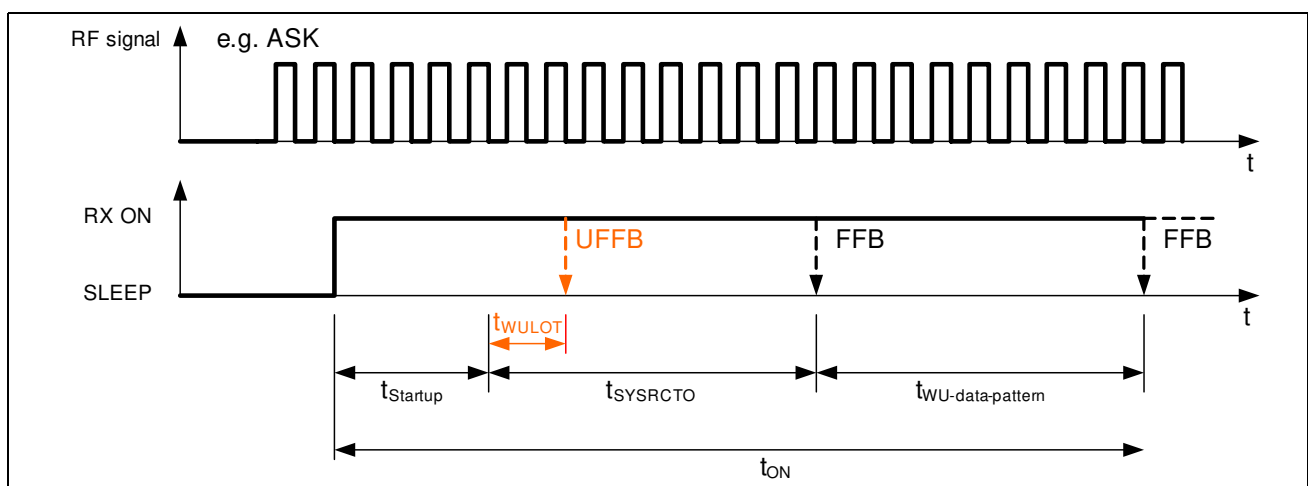 RF signal e.g. ASK
t
RX ON
UFFB FFB FFB
SLEEP
t
tWULOT
tStartup tSYSRCTO tWU-data-pattern
tON